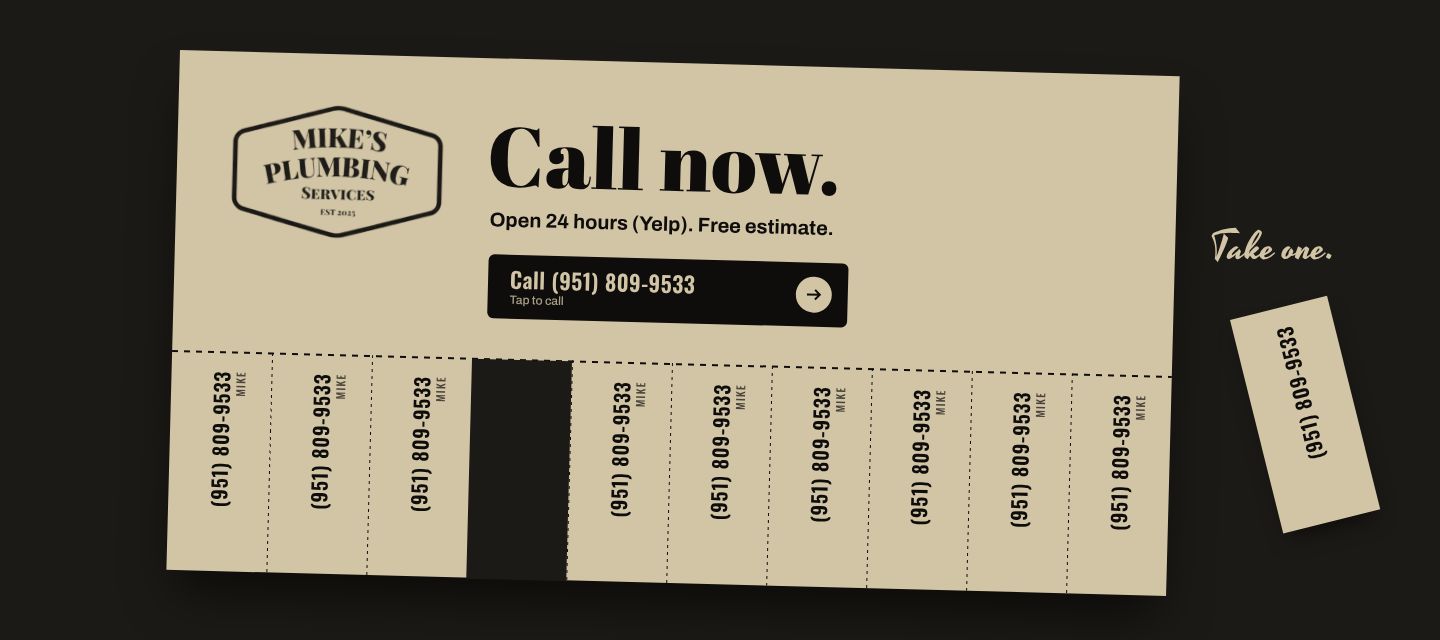 MIKE'S
PLUMBING
SERVICES
EST 2025
Call now.
Open 24 hours (Yelp). Free estimate.
Call (951) 809-9533
Tap to call
Take one.
(951) 809-9533
MIKE
(951) 809-9533
MIKE
(951) 809-9533
MIKE
(951) 809-9533
MIKE
(951) 809-9533
MIKE
(951) 809-9533
MIKE
(951) 809-9533
MIKE
(951) 809-9533
MIKE
(951) 809-9533
MIKE
(951) 809-9533